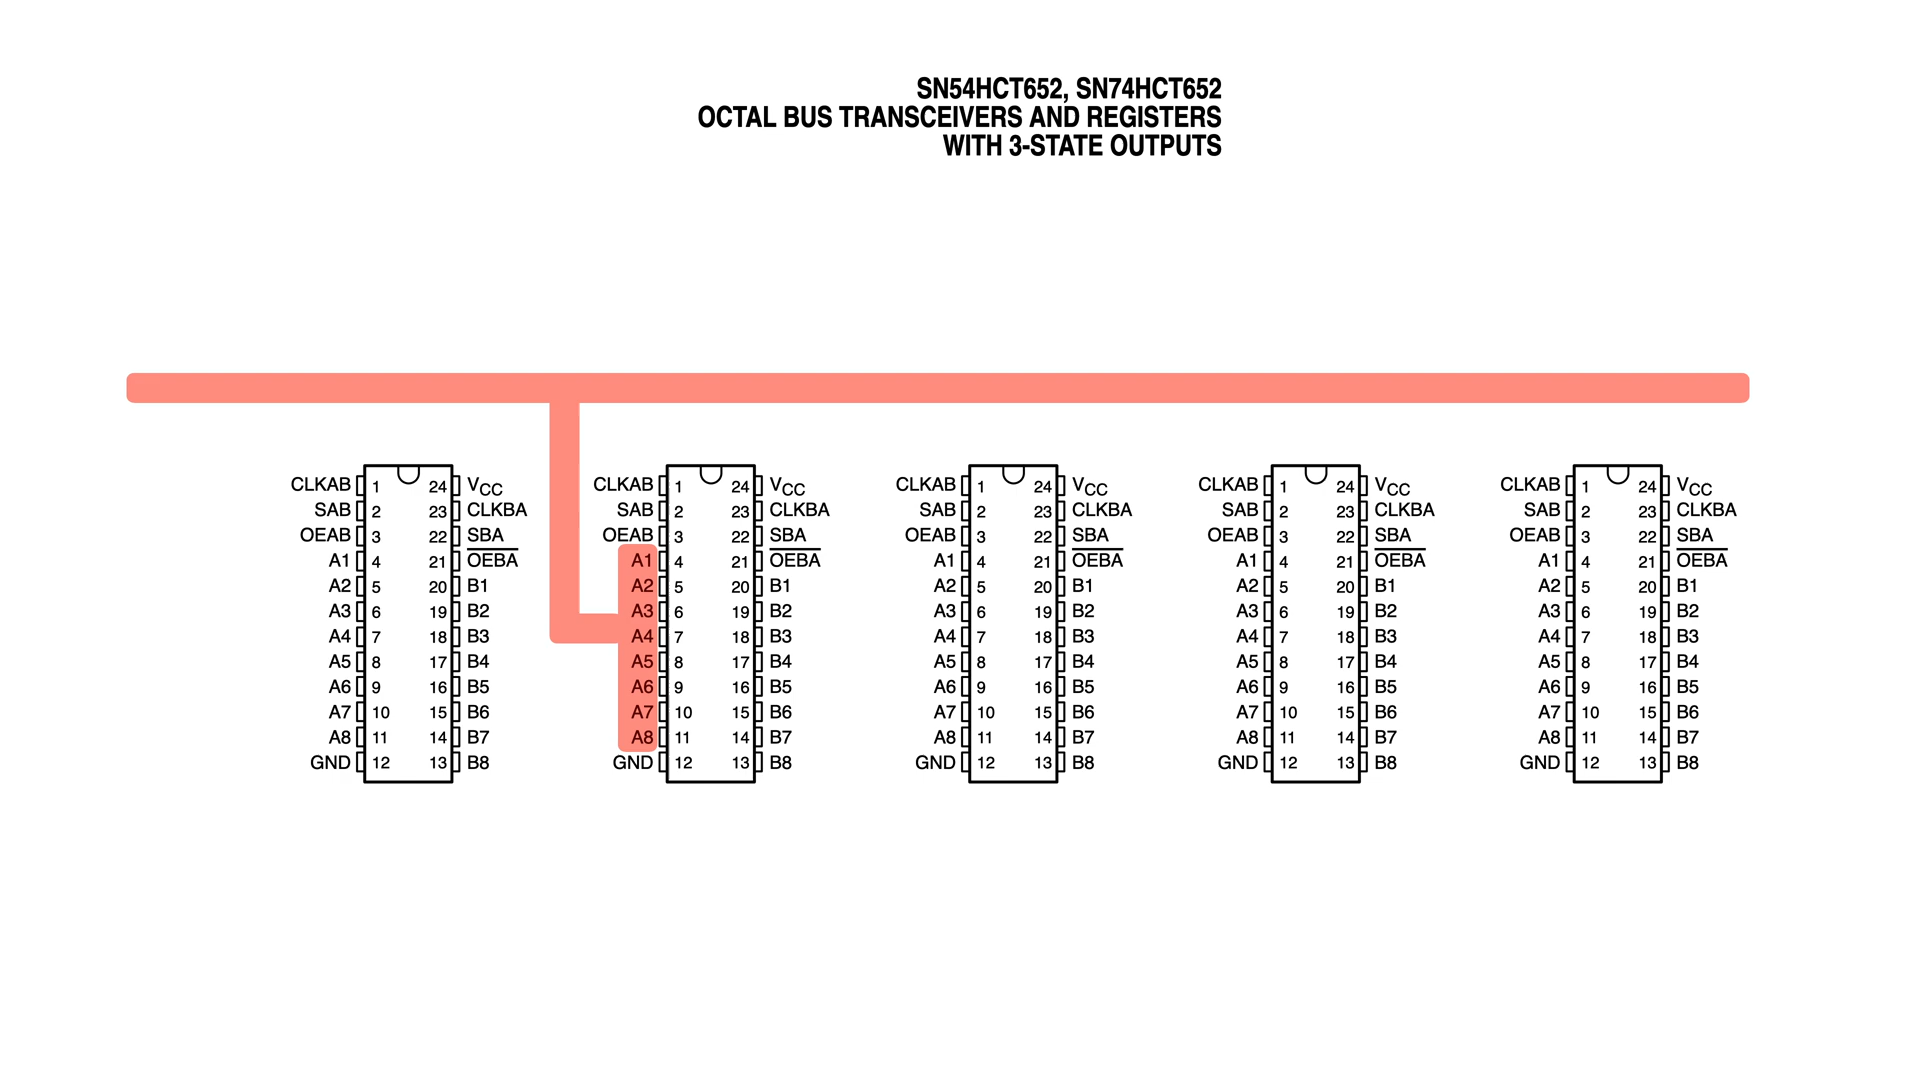 SN54HCT652, SN74HCT652
OCTAL BUS TRANSCEIVERS AND REGISTERS
WITH 3-STATE OUTPUTS
CLKAB 1 24 VCC
SAB 2 23 CLKBA
OEAB 3 22 SBA
A1 4 21 OEBA
A2 5 20 B1
A3 6 19 B2
A4 7 18 B3
A5 8 17 B4
A6 9 16 B5
A7 10 15 B6
A8 11 14 B7
GND 12 13 B8
CLKAB 1 24 VCC
SAB 2 23 CLKBA
OEAB 3 22 SBA
A1 4 21 OEBA
A2 5 20 B1
A3 6 19 B2
A4 7 18 B3
A5 8 17 B4
A6 9 16 B5
A7 10 15 B6
A8 11 14 B7
GND 12 13 B8
CLKAB 1 24 VCC
SAB 2 23 CLKBA
OEAB 3 22 SBA
A1 4 21 OEBA
A2 5 20 B1
A3 6 19 B2
A4 7 18 B3
A5 8 17 B4
A6 9 16 B5
A7 10 15 B6
A8 11 14 B7
GND 12 13 B8
CLKAB 1 24 VCC
SAB 2 23 CLKBA
OEAB 3 22 SBA
A1 4 21 OEBA
A2 5 20 B1
A3 6 19 B2
A4 7 18 B3
A5 8 17 B4
A6 9 16 B5
A7 10 15 B6
A8 11 14 B7
GND 12 13 B8
CLKAB 1 24 VCC
SAB 2 23 CLKBA
OEAB 3 22 SBA
A1 4 21 OEBA
A2 5 20 B1
A3 6 19 B2
A4 7 18 B3
A5 8 17 B4
A6 9 16 B5
A7 10 15 B6
A8 11 14 B7
GND 12 13 B8